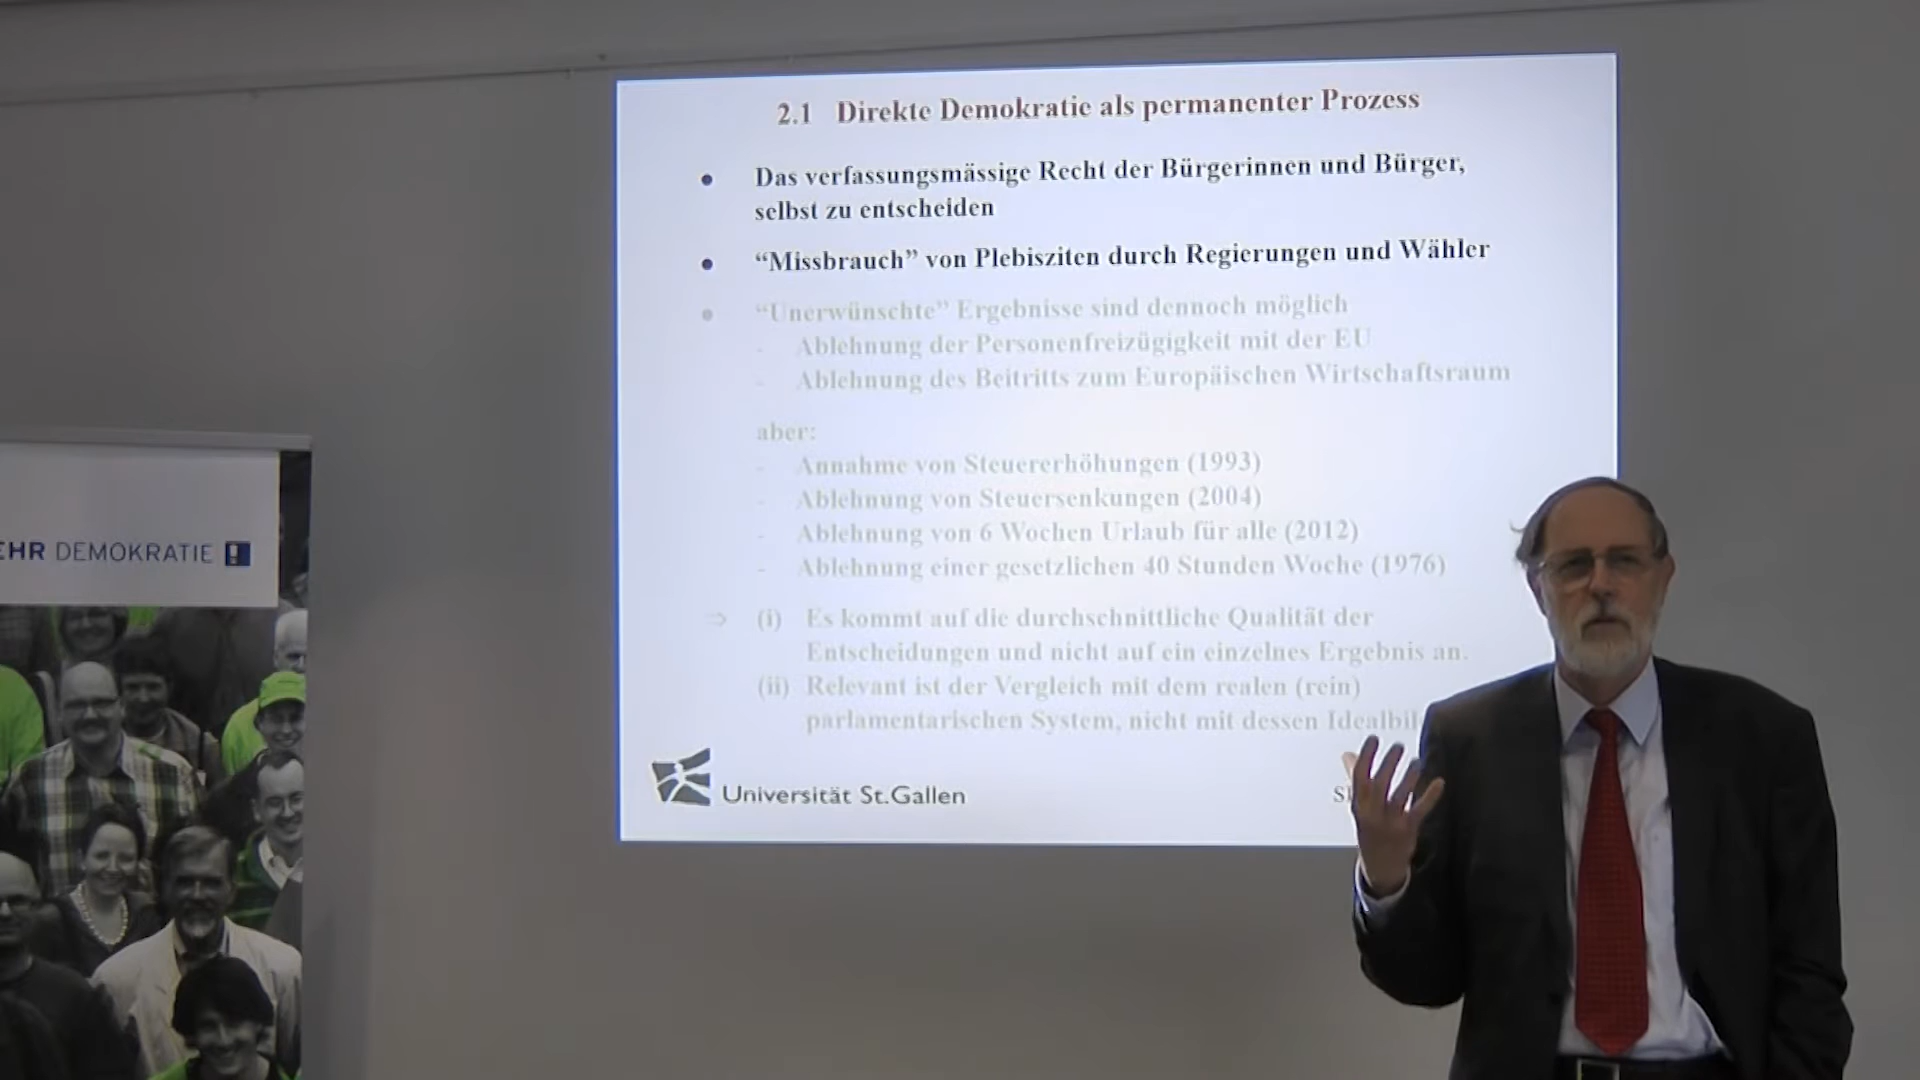 2.1 Direkte Demokratie als permanenter Prozess
• Das verfassungsmässige Recht der Bürgerinnen und Bürger,
selbst zu entscheiden
• “Missbrauch” von Plebisziten durch Regierungen und Wähler
• “Unerwünschte” Ergebnisse sind dennoch möglich
- Ablehnung der Personenfreizügigkeit mit der EU
- Ablehnung des Beitritts zum Europäischen Wirtschaftsraum
aber:
- Annahme von Steuererhöhungen (1993)
- Ablehnung von Steuersenkungen (2004)
- Ablehnung von 6 Wochen Urlaub für alle (2012)
- Ablehnung einer gesetzlichen 40 Stunden Woche (1976)
⇒ (i) Es kommt auf die durchschnittliche Qualität der
Entscheidungen und nicht auf ein einzelnes Ergebnis an.
(ii) Relevant ist der Vergleich mit dem realen (rein)
parlamentarischen System, nicht mit dessen Idealbil
Universität St.Gallen
EHR DEMOKRATIE